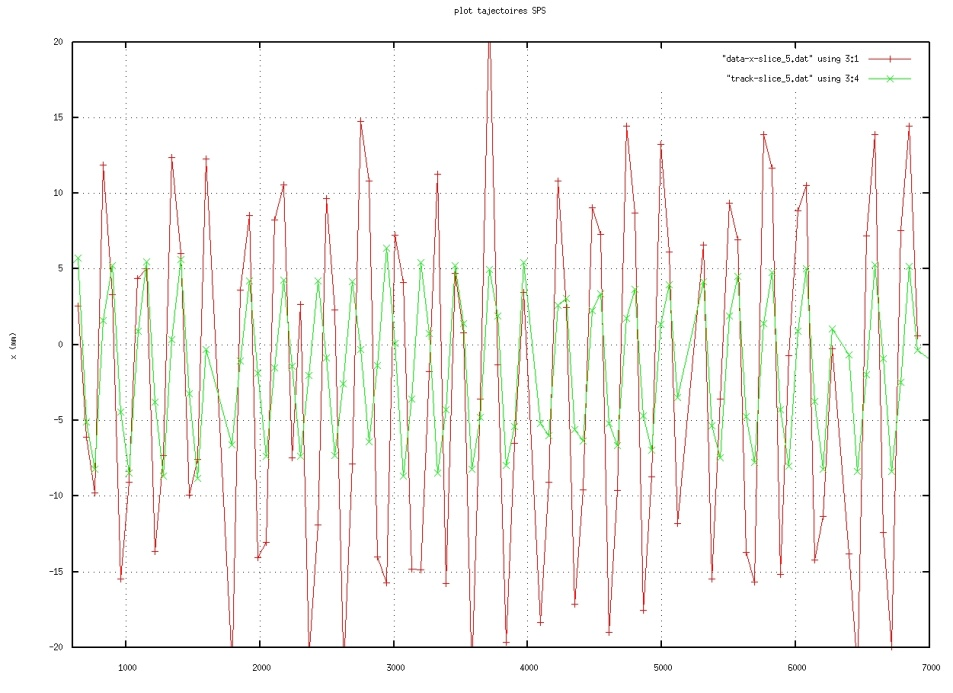 plot tajectoires SPS
"data-x-slice_5.dat" using 3:1
"track-slice_5.dat" using 3:4
20
15
10
5
0
-5
-10
-15
-20
x (mm)
1000 2000 3000 4000 5000 6000 7000